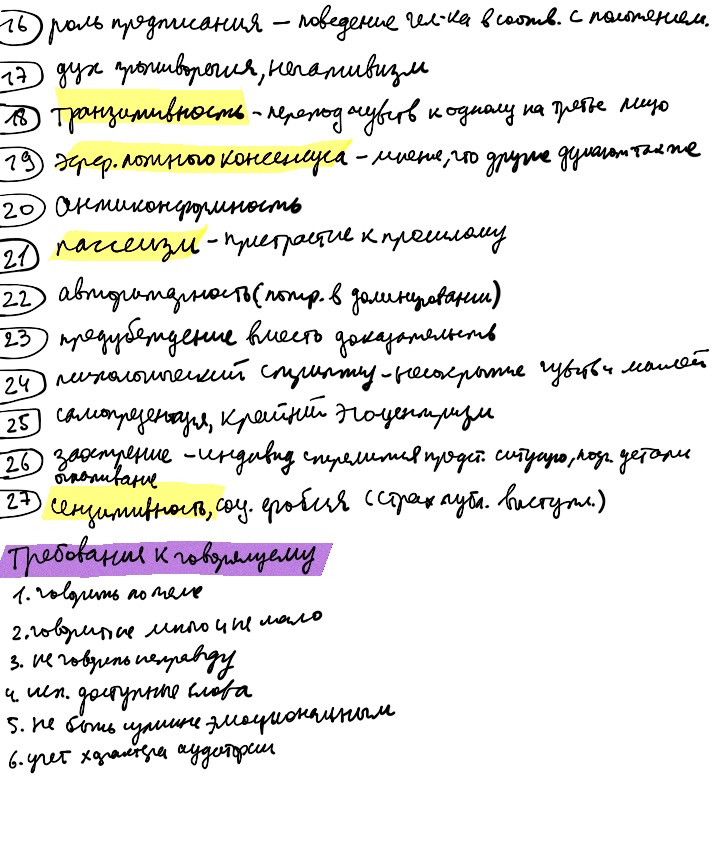 16 роль предписания – поведение чел-ка в соотв. с положением.
17 дух противоречия, негативизм
18 транзитивность – переход чувств к одному на третье лицо
19 эфф. ложного консенсуса – мнение, что другие думают так же
20 антиконформность
21 пассеизм – пристрастие к прошлому
22 авторитарность (потр. в доминировании)
23 предубеждение вместо доказательств
24 психологический стриптиз – несокрытие чувств и мыслей
25 самопрезентация, крайний эгоцентризм
26 заострение – индивид стремится предст. ситуацию, подр. детали
27 сензитивность, соц. фобия (страх публ. выступл.)
Требования к говорящему
1. говорить по теме
2. говорить не много и не мало
3. не говорить неправду
4. исп. доступные слова
5. не быть излишне эмоциональным
6. учет характера аудитории